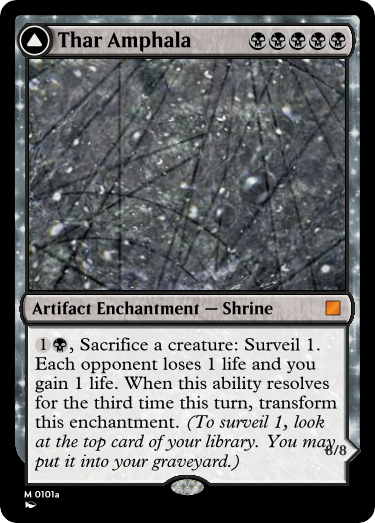 Thar Amphala
Artifact Enchantment — Shrine
1, Sacrifice a creature: Surveil 1.
Each opponent loses 1 life and you
gain 1 life. When this ability resolves
for the third time this turn, transform
this enchantment. (To surveil 1, look
at the top card of your library. You may
put it into your graveyard.)
8/8
M 0101a